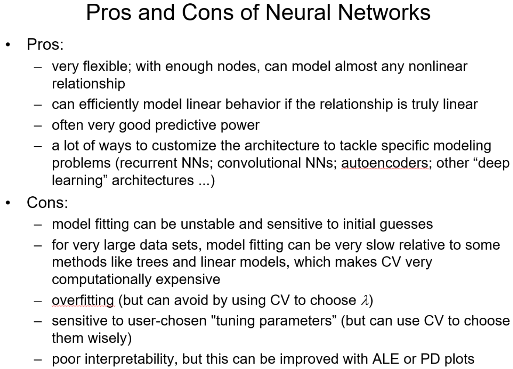 Pros and Cons of Neural Networks
• Pros:
– very flexible; with enough nodes, can model almost any nonlinear
relationship
– can efficiently model linear behavior if the relationship is truly linear
– often very good predictive power
– a lot of ways to customize the architecture to tackle specific modeling
problems (recurrent NNs; convolutional NNs; autoencoders; other “deep
learning” architectures ...)
• Cons:
– model fitting can be unstable and sensitive to initial guesses
– for very large data sets, model fitting can be very slow relative to some
methods like trees and linear models, which makes CV very
computationally expensive
– overfitting (but can avoid by using CV to choose λ)
– sensitive to user-chosen "tuning parameters" (but can use CV to choose
them wisely)
– poor interpretability, but this can be improved with ALE or PD plots